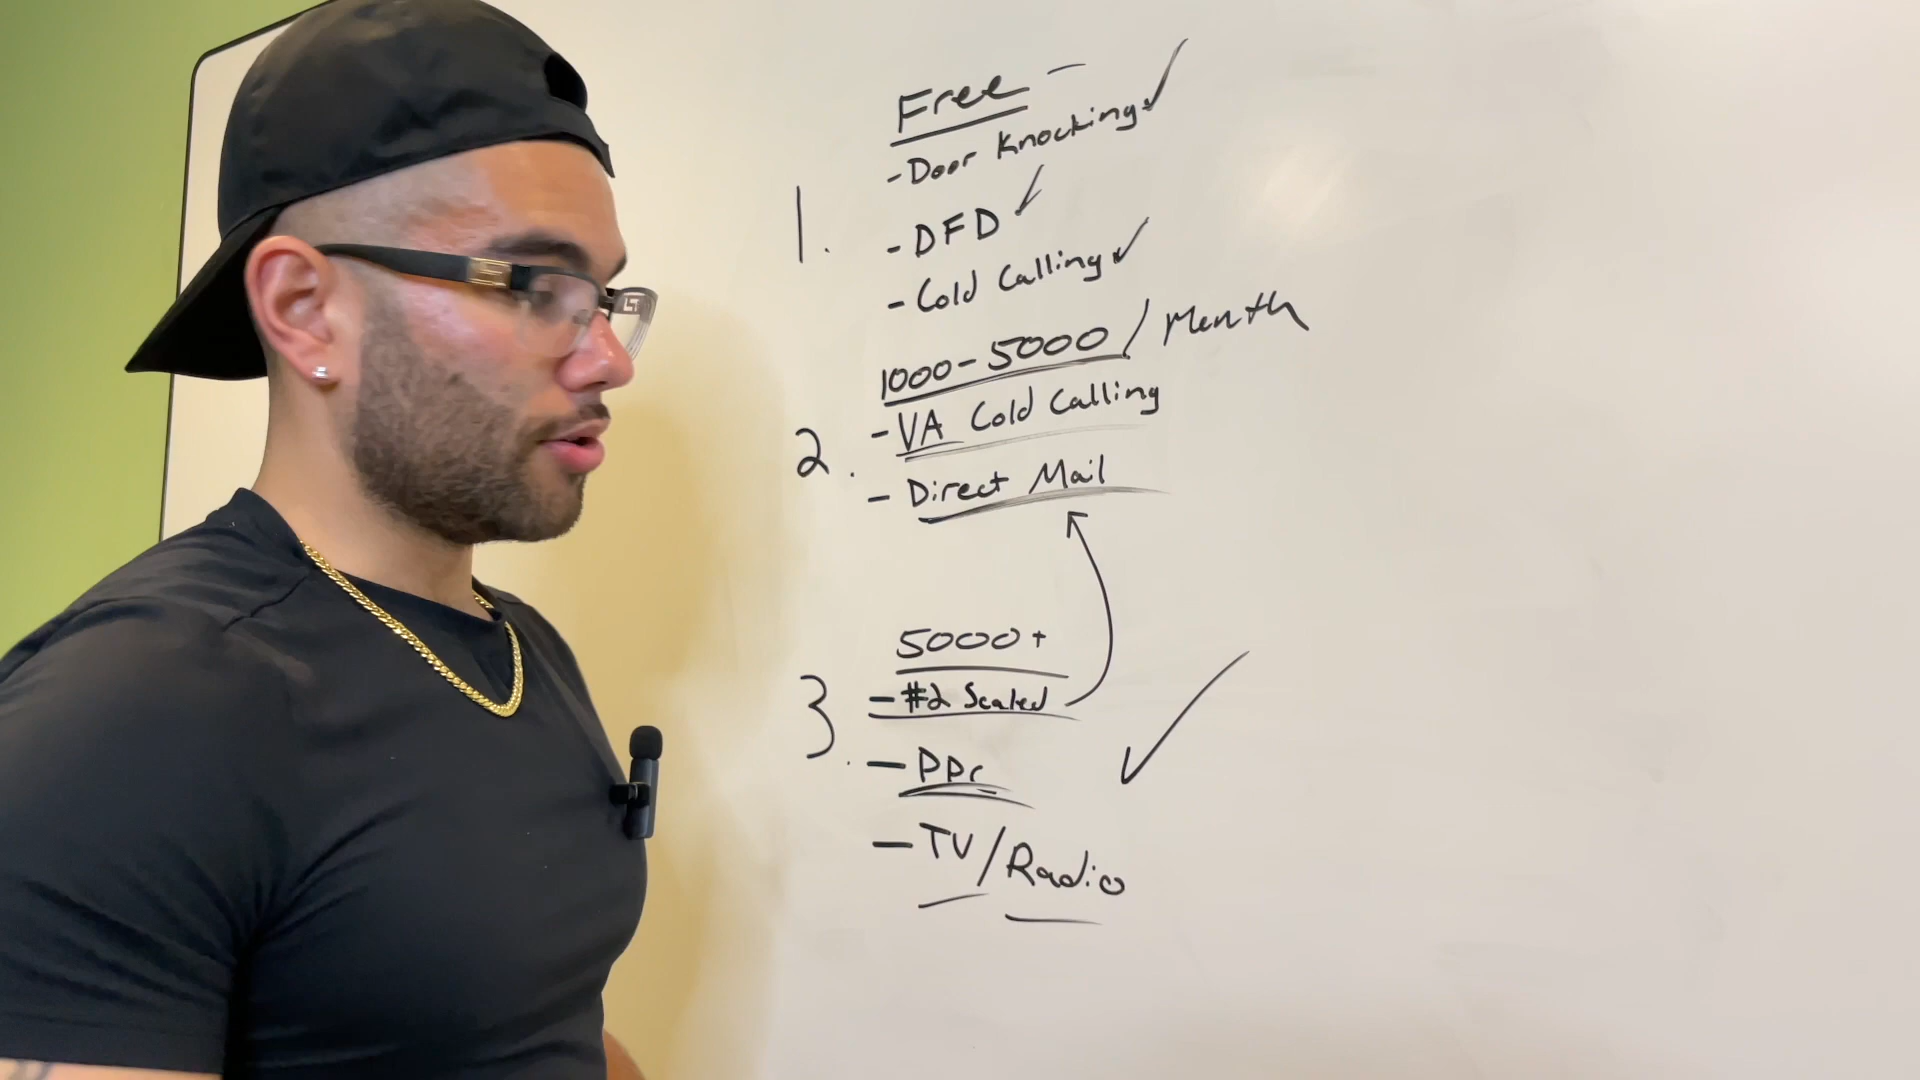 Free
- Door Knocking
1.
- DFD
- Cold Calling
1000-5000 / Month
- VA Cold Calling
2.
- Direct Mail
5000+
- #2 Scaled
3.
- PPC
- TV/Radio